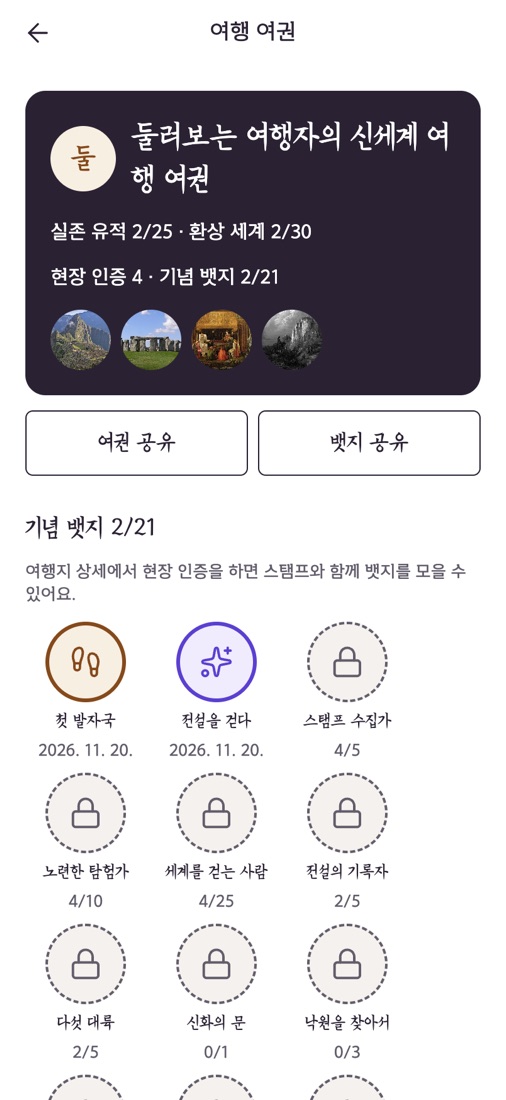 여행 여권
둘
둘러보는 여행자의 신세계 여
행 여권
실존 유적 2/25 · 환상 세계 2/30
현장 인증 4 · 기념 뱃지 2/21
여권 공유
뱃지 공유
기념 뱃지 2/21
여행지 상세에서 현장 인증을 하면 스탬프와 함께 뱃지를 모을 수
있어요.
첫 발자국
전설을 걷다
스탬프 수집가
2026. 11. 20.
2026. 11. 20.
4/5
노련한 탐험가
세계를 걷는 사람
전설의 기록자
4/10
4/25
2/5
다섯 대륙
신화의 문
낙원을 찾아서
2/5
0/1
0/3